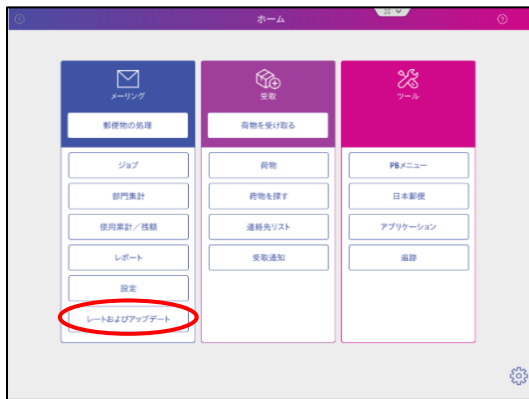 ホーム
メーリング
郵便物の処理
ジョブ
部門集計
使用累計／残額
レポート
設定
レートおよびアップデート
受取
荷物を受け取る
荷物
荷物を探す
連絡先リスト
受取通知
ツール
PBメニュー
日本郵便
アプリケーション
追跡